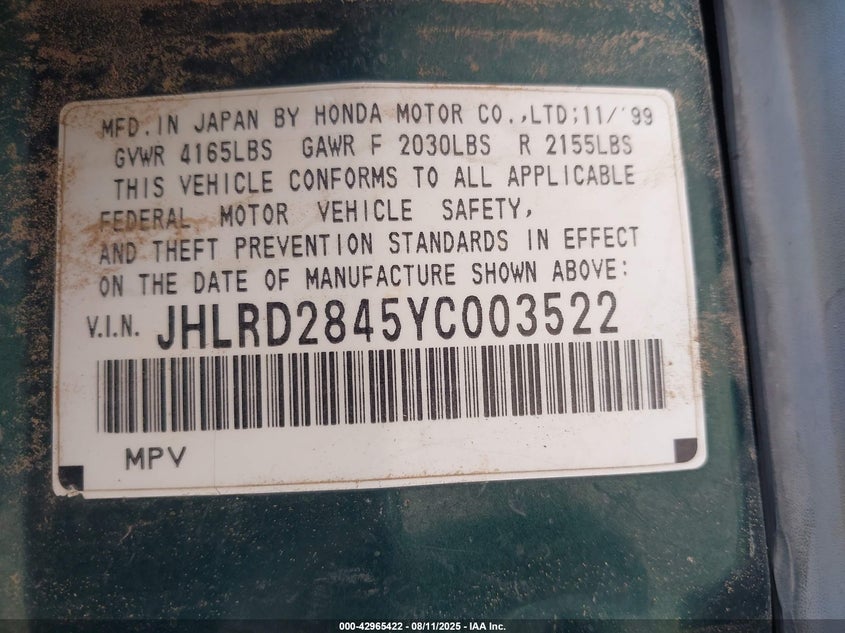 MFD. IN JAPAN BY HONDA MOTOR CO.,LTD;11/'99
GVWR 4165LBS GAWR F 2030LBS R 2155LBS
THIS VEHICLE CONFORMS TO ALL APPLICABLE
FEDERAL MOTOR VEHICLE SAFETY,
AND THEFT PREVENTION STANDARDS IN EFFECT
ON THE DATE OF MANUFACTURE SHOWN ABOVE:
V.I.N. JHLRD2845YC003522
MPV
000-42965422 - 08/11/2025 - IAA Inc.